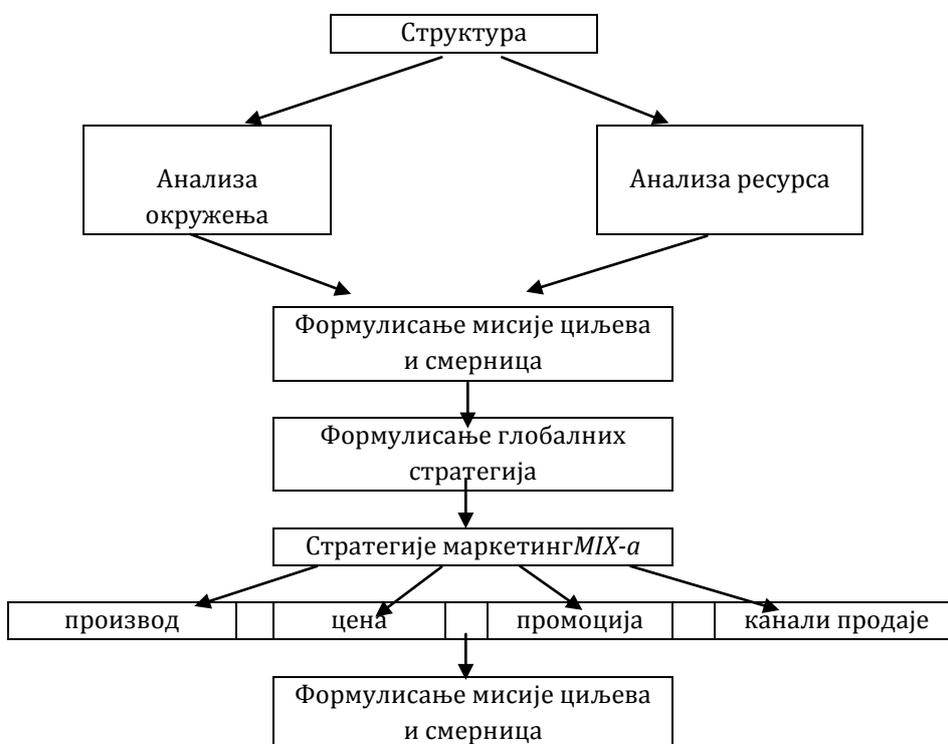 Структура
Анализа
окружења
Анализа ресурса
Формулисање мисије циљева
и смерница
Формулисање глобалних
стратегија
Стратегије маркетингMIX-а
производ цена промоција канали продаје
Формулисање мисије циљева
и смерница